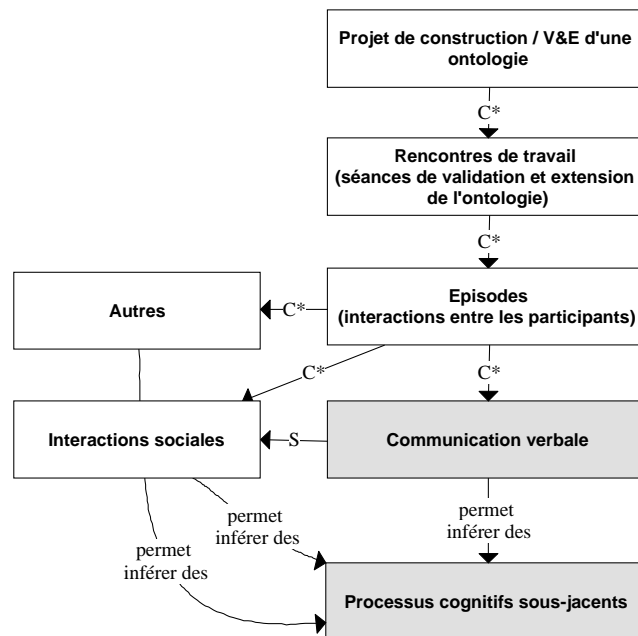 Projet de construction / V&E d'une
ontologie
C*
Rencontres de travail
(séances de validation et extension
de l'ontologie)
C*
Autres
C*
Episodes
(interactions entre les participants)
C*
C*
Interactions sociales
S
Communication verbale
permet
inférer des
permet
inférer des
permet
inférer des
Processus cognitifs sous-jacents